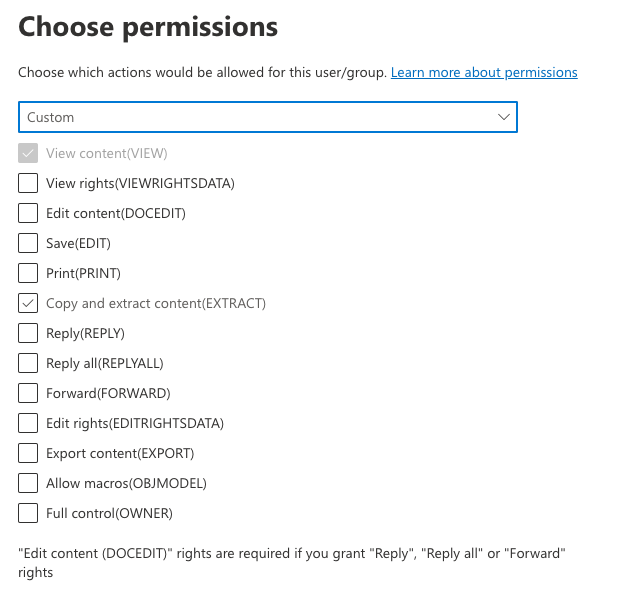 Choose permissions
Choose which actions would be allowed for this user/group. Learn more about permissions
Custom
View content(VIEW)
View rights(VIEWRIGHTSDATA)
Edit content(DOCEDIT)
Save(EDIT)
Print(PRINT)
Copy and extract content(EXTRACT)
Reply(REPLY)
Reply all(REPLYALL)
Forward(FORWARD)
Edit rights(EDITRIGHTSDATA)
Export content(EXPORT)
Allow macros(OBJMODEL)
Full control(OWNER)
"Edit content (DOCEDIT)" rights are required if you grant "Reply", "Reply all" or "Forward"
rights